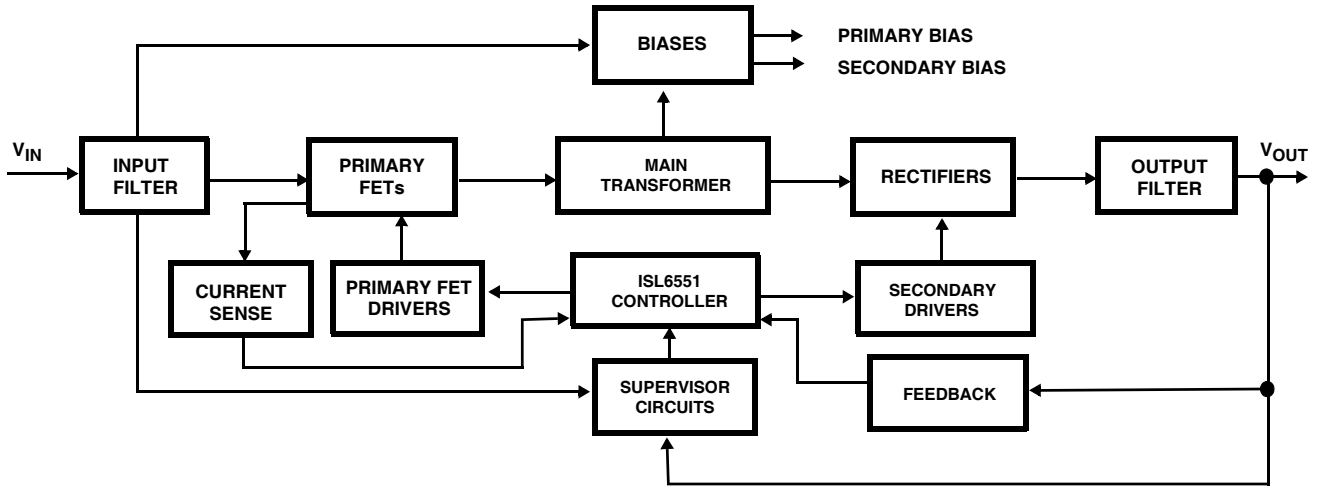 BIASES
PRIMARY BIAS
SECONDARY BIAS
VIN
INPUT
FILTER
PRIMARY
FETs
MAIN
TRANSFORMER
RECTIFIERS
OUTPUT
FILTER
VOUT
CURRENT
SENSE
PRIMARY FET
DRIVERS
ISL6551
CONTROLLER
SECONDARY
DRIVERS
SUPERVISOR
CIRCUITS
FEEDBACK